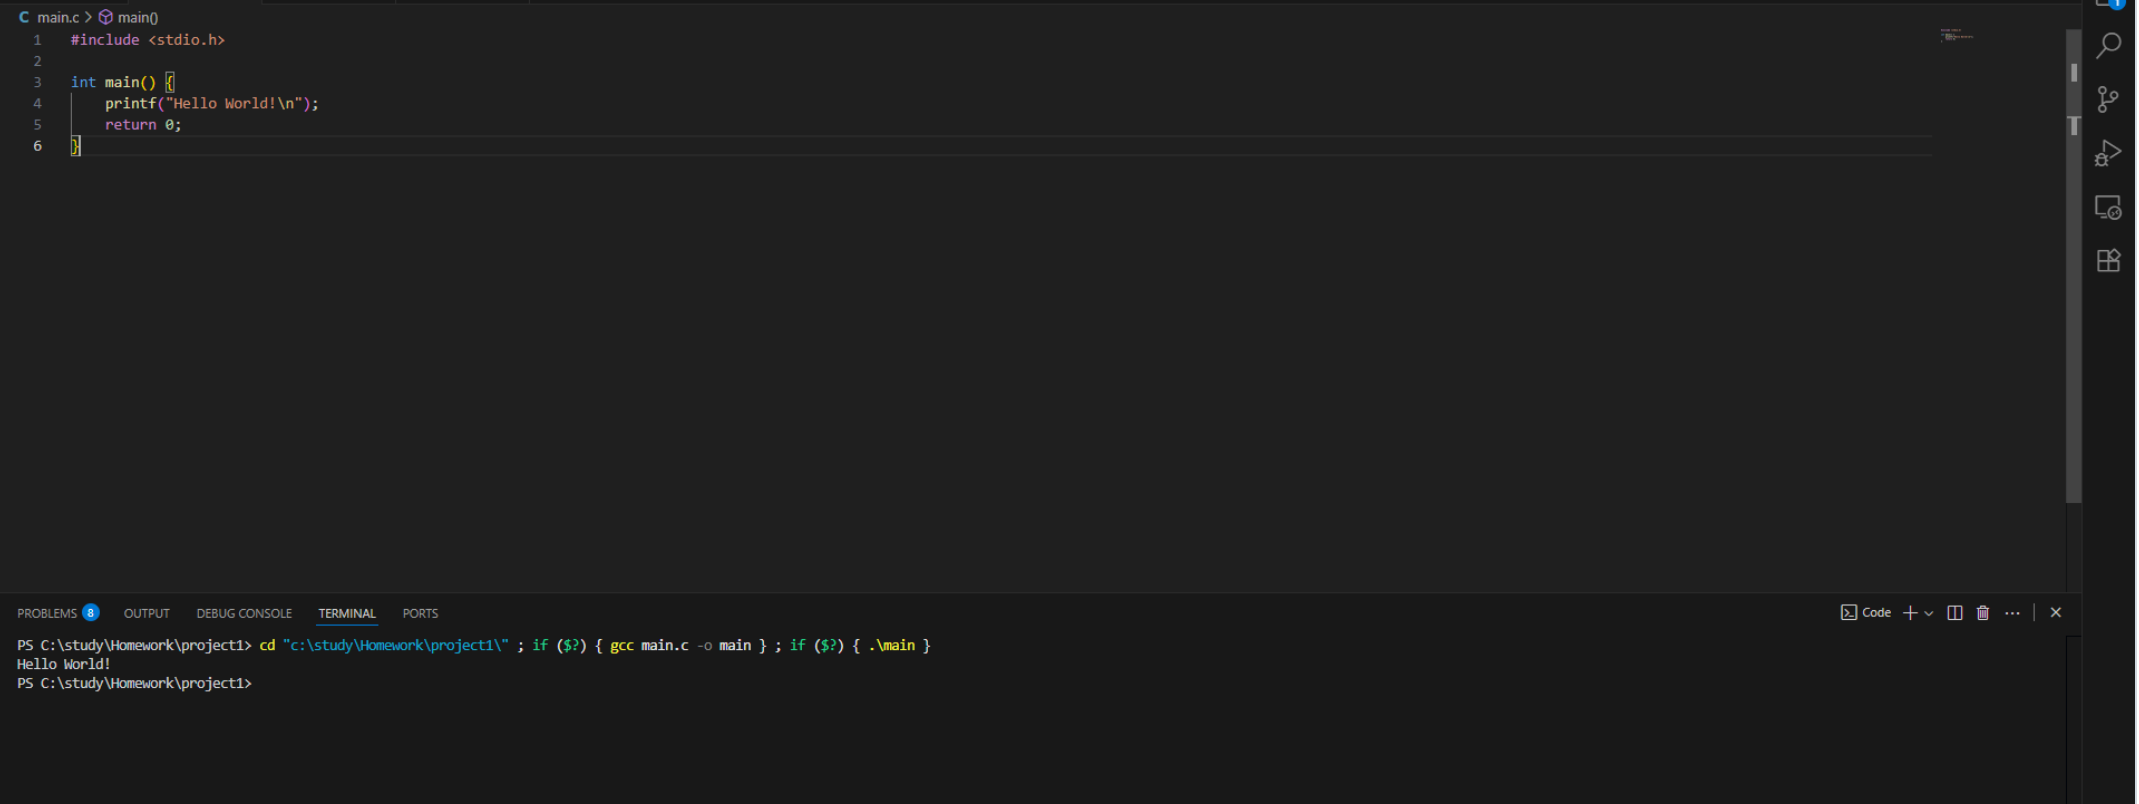 C main.c > main()
1 #include <stdio.h>
2
3 int main() {
4     printf("Hello World!\n");
5     return 0;
6 }
1
PROBLEMS 8 OUTPUT DEBUG CONSOLE TERMINAL PORTS Code
PS C:\study\Homework\project1> cd "c:\study\Homework\project1\" ; if ($?) { gcc main.c -o main } ; if ($?) { .\main }
Hello World!
PS C:\study\Homework\project1>